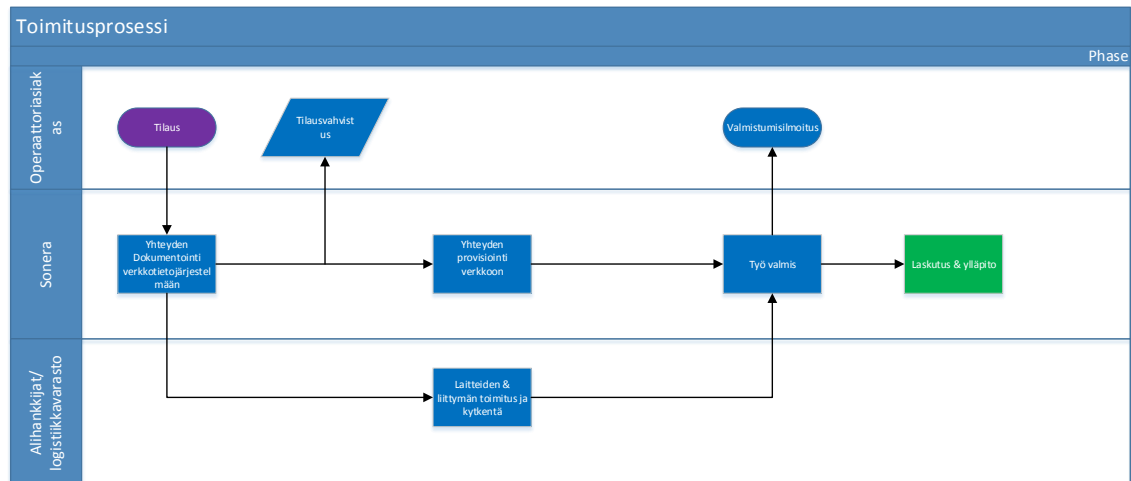 Toimitusprosessi
Phase
Operaattoriasiak
as
Tilaus
Tilausvahvist
us
Valmistumisilmoitus
Sonera
Yhteyden
Dokumentointi
verkkotietojärjestel
mään
Yhteyden
provisiointi
verkkoon
Työ valmis
Laskutus & ylläpito
Alihankkijat/
logistiikkavarasto
Laitteiden &
liittymän toimitus ja
kytkentä